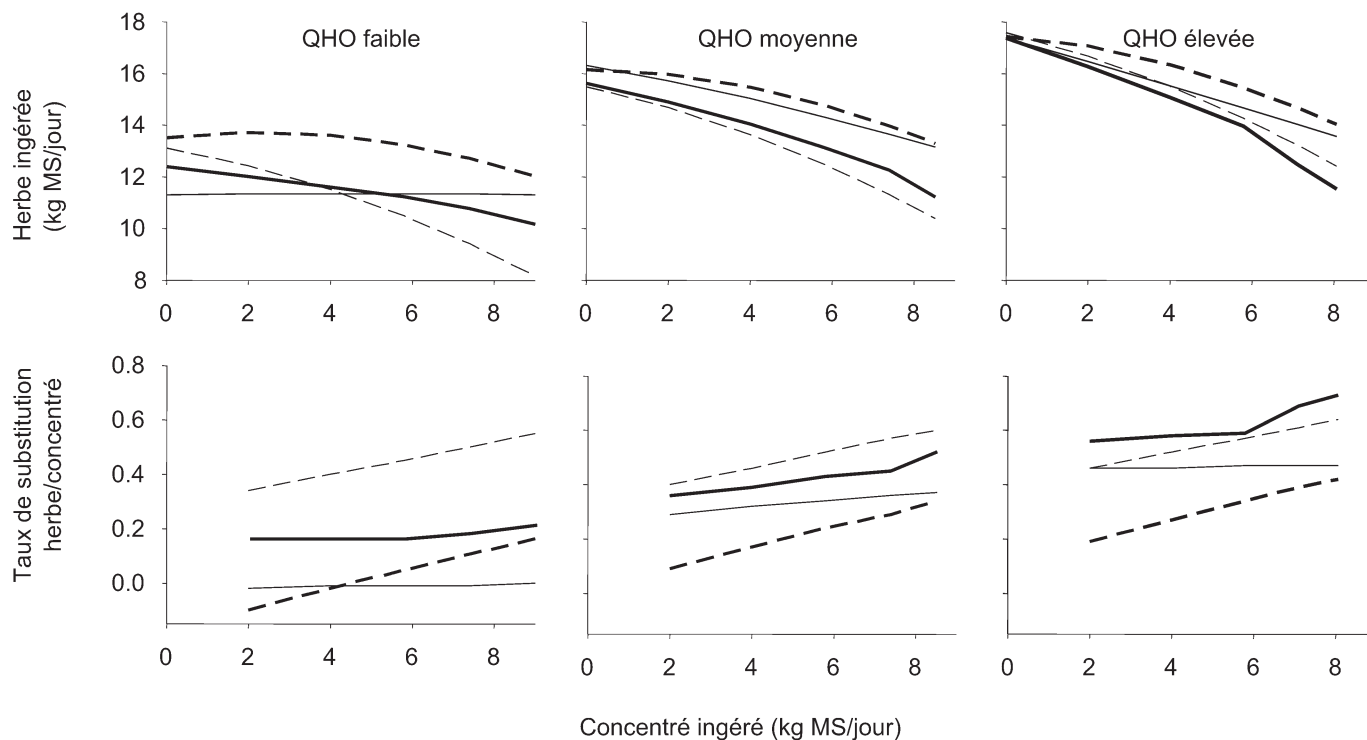 QHO faible
QHO moyenne
QHO élevée
Herbe ingérée
(kg MS/jour)
18
16
14
12
10
8
0 2 4 6 8
0 2 4 6 8
0 2 4 6 8
Taux de substitution
herbe/concentré
0.8
0.6
0.4
0.2
0.0
0 2 4 6 8
0 2 4 6 8
0 2 4 6 8
Concentré ingéré (kg MS/jour)